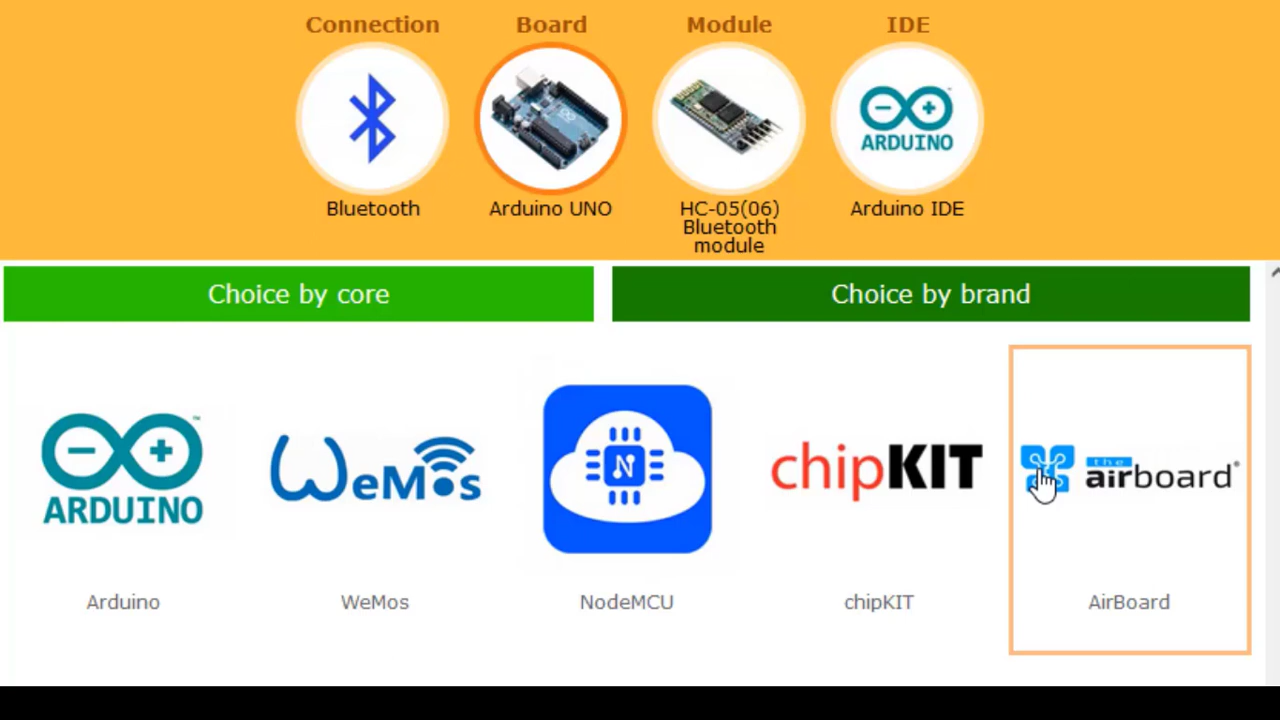 Connection Board Module IDE
ARDUINO
Bluetooth Arduino UNO HC-05(06) Arduino IDE
Bluetooth
module
Choice by core Choice by brand
ARDUINO WeMos N chipKIT the airboard
Arduino WeMos NodeMCU chipKIT AirBoard